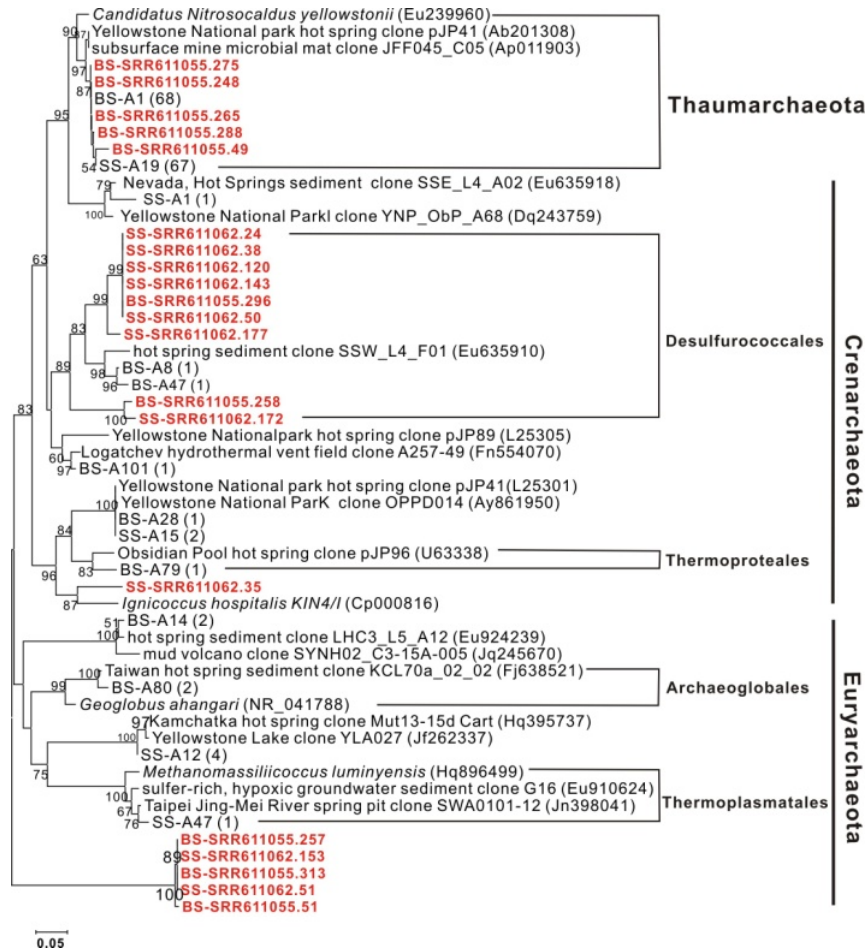 Candidatus Nitrosocaldus yellowstonii (Eu239960)
90
87
Yellowstone National park hot spring clone pJP41 (Ab201308)
subsurface mine microbial mat clone JFF045_C05 (Ap011903)
97
BS-SRR611055.275
BS-SRR611055.248
87
BS-A1 (68)
Thaumarchaeota
95
BS-SRR611055.265
BS-SRR611055.288
BS-SRR611055.49
54
SS-A19 (67)
79
Nevada, Hot Springs sediment clone SSE_L4_A02 (Eu635918)
SS-A1 (1)
100
Yellowstone National Parkl clone YNP_ObP_A68 (Dq243759)
SS-SRR611062.24
SS-SRR611062.38
63
99
SS-SRR611062.120
SS-SRR611062.143
99
BS-SRR611055.296
SS-SRR611062.50
83
SS-SRR611062.177
Desulfurococcales
hot spring sediment clone SSW_L4_F01 (Eu635910)
89
98
BS-A8 (1)
96
BS-A47 (1)
BS-SRR611055.258
83
100
SS-SRR611062.172
Crenarchaeota
Yellowstone Nationalpark hot spring clone pJP89 (L25305)
60
Logatchev hydrothermal vent field clone A257-49 (Fn554070)
97
BS-A101 (1)
Yellowstone National park hot spring clone pJP41(L25301)
100
Yellowstone National ParK clone OPPD014 (Ay861950)
BS-A28 (1)
84
SS-A15 (2)
Obsidian Pool hot spring clone pJP96 (U63338)
Thermoproteales
83
BS-A79 (1)
96
SS-SRR611062.35
87
Ignicoccus hospitalis KIN4/I (Cp000816)
51
BS-A14 (2)
100
hot spring sediment clone LHC3_L5_A12 (Eu924239)
mud volcano clone SYNH02_C3-15A-005 (Jq245670)
100
Taiwan hot spring sediment clone KCL70a_02_02 (Fj638521)
99
BS-A80 (2)
Archaeoglobales
Geoglobus ahangari (NR_041788)
97
Kamchatka hot spring clone Mut13-15d Cart (Hq395737)
100
Yellowstone Lake clone YLA027 (Jf262337)
SS-A12 (4)
Euryarchaeota
75
Methanomassiliicoccus luminyensis (Hq896499)
100
sulfer-rich, hypoxic groundwater sediment clone G16 (Eu910624)
67
Taipei Jing-Mei River spring pit clone SWA0101-12 (Jn398041)
Thermoplasmatales
76
SS-A47 (1)
BS-SRR611055.257
89
SS-SRR611062.153
BS-SRR611055.313
100
SS-SRR611062.51
BS-SRR611055.51
0.05